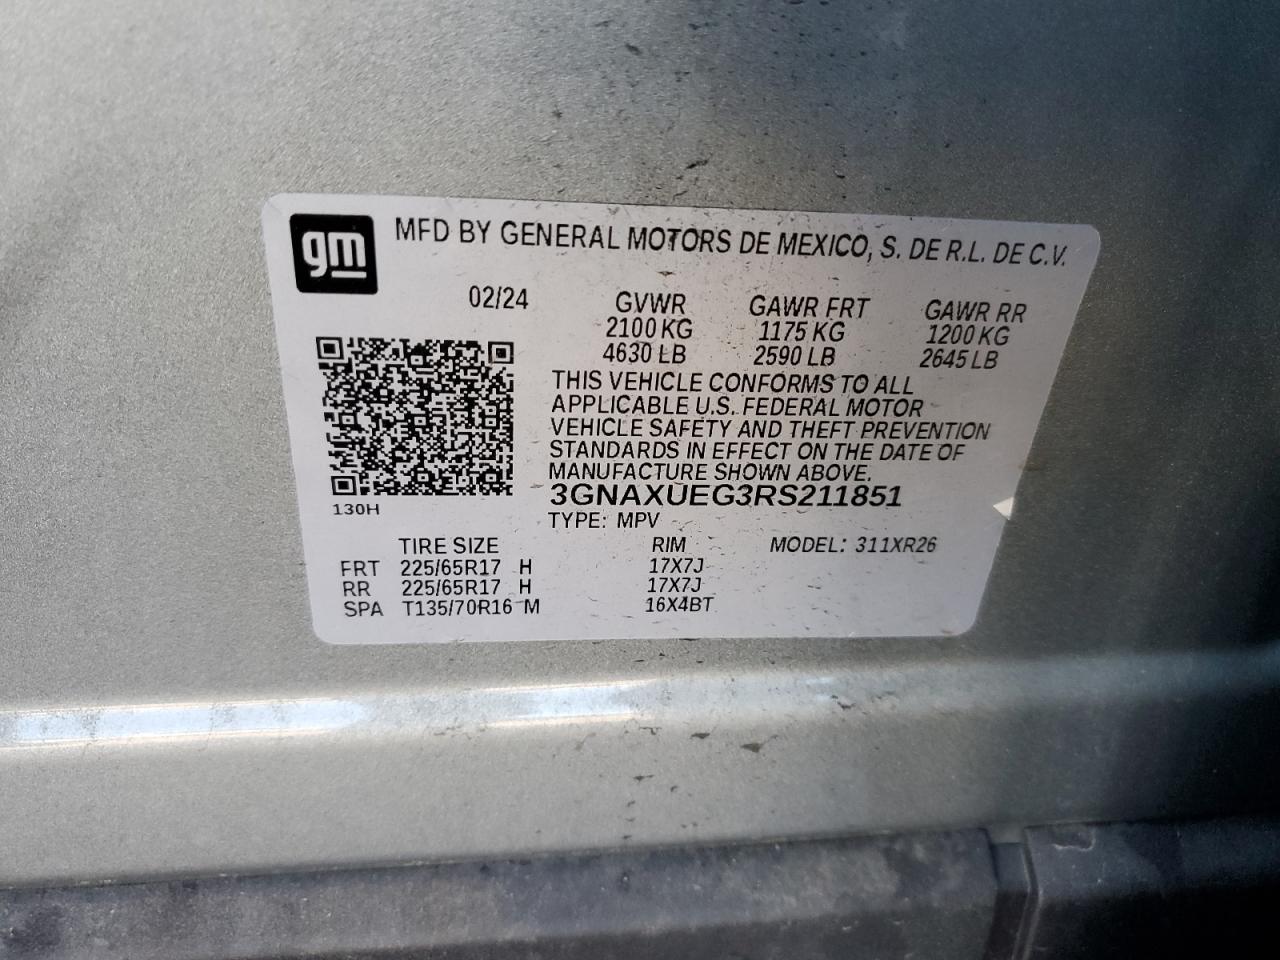 gm
MFD BY GENERAL MOTORS DE MEXICO, S. DE R.L. DE C.V.
02/24 GVWR GAWR FRT GAWR RR
2100 KG 1175 KG 1200 KG
4630 LB 2590 LB 2645 LB
THIS VEHICLE CONFORMS TO ALL
APPLICABLE U.S. FEDERAL MOTOR
VEHICLE SAFETY AND THEFT PREVENTION
STANDARDS IN EFFECT ON THE DATE OF
MANUFACTURE SHOWN ABOVE.
3GNAXUEG3RS211851
130H
TYPE: MPV
TIRE SIZE RIM MODEL: 311XR26
FRT 225/65R17 H 17X7J
RR 225/65R17 H 17X7J
SPA T135/70R16 M 16X4BT